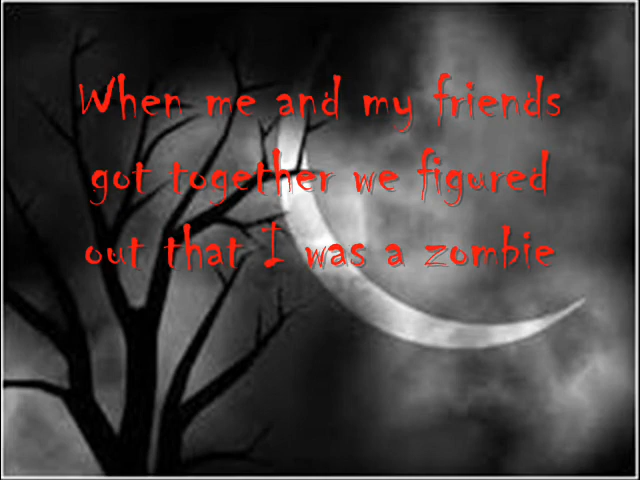 When me and my friends
got together we figured
out that I was a zombie